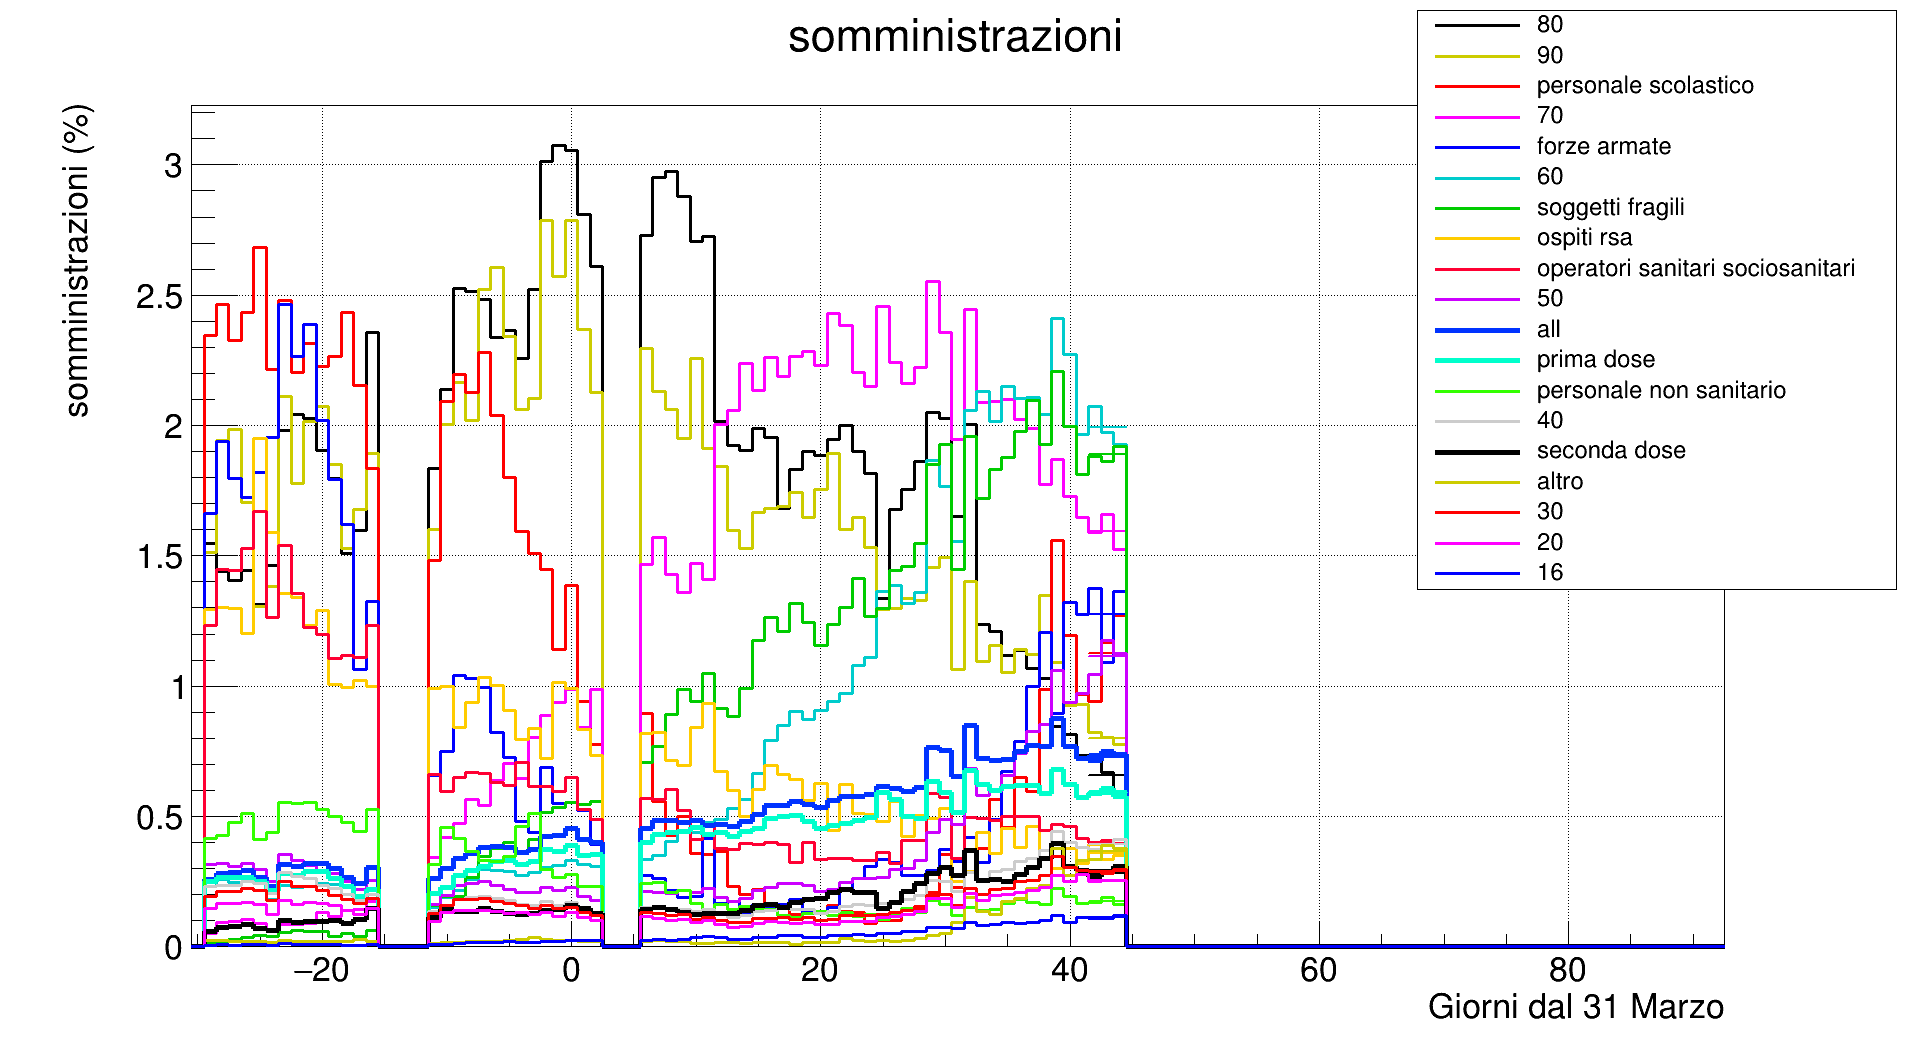 somministrazioni
80
90
personale scolastico
70
forze armate
60
soggetti fragili
ospiti rsa
operatori sanitari sociosanitari
50
all
prima dose
personale non sanitario
40
seconda dose
altro
30
20
16
somministrazioni (%)
3
2.5
2
1.5
1
0.5
0
−20 0 20 40 60 80
Giorni dal 31 Marzo